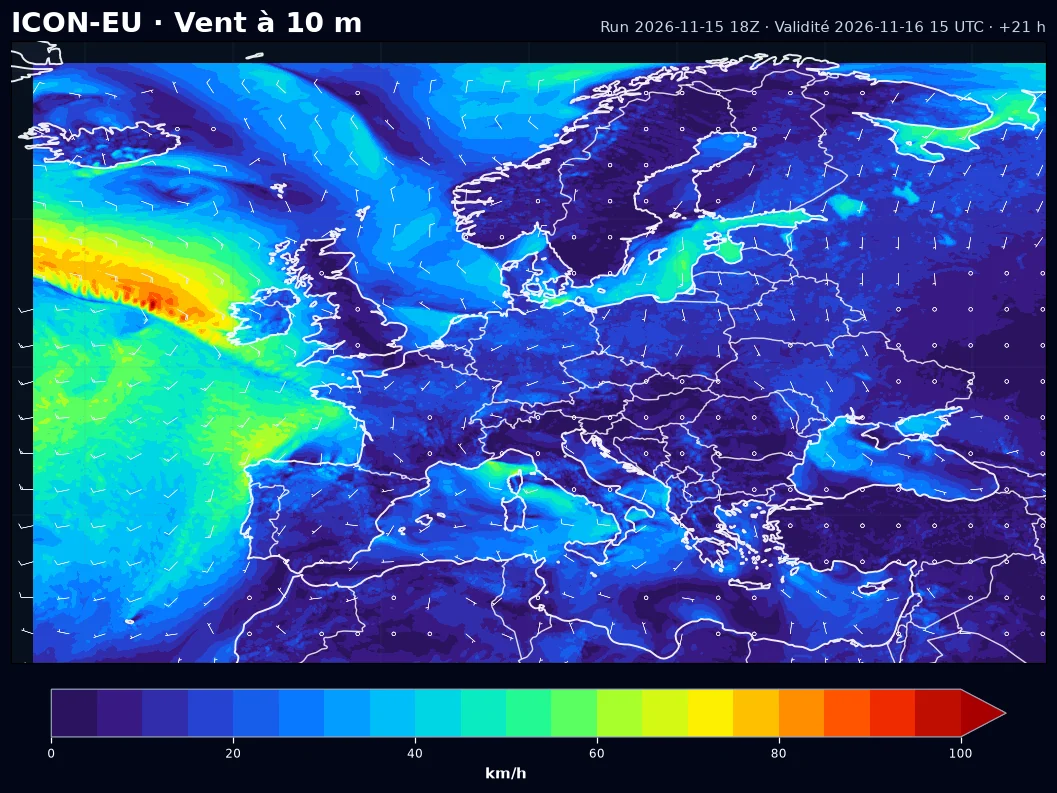 ICON-EU · Vent à 10 m
Run 2026-11-15 18Z · Validité 2026-11-16 15 UTC · +21 h
0 20 40 60 80 100
km/h